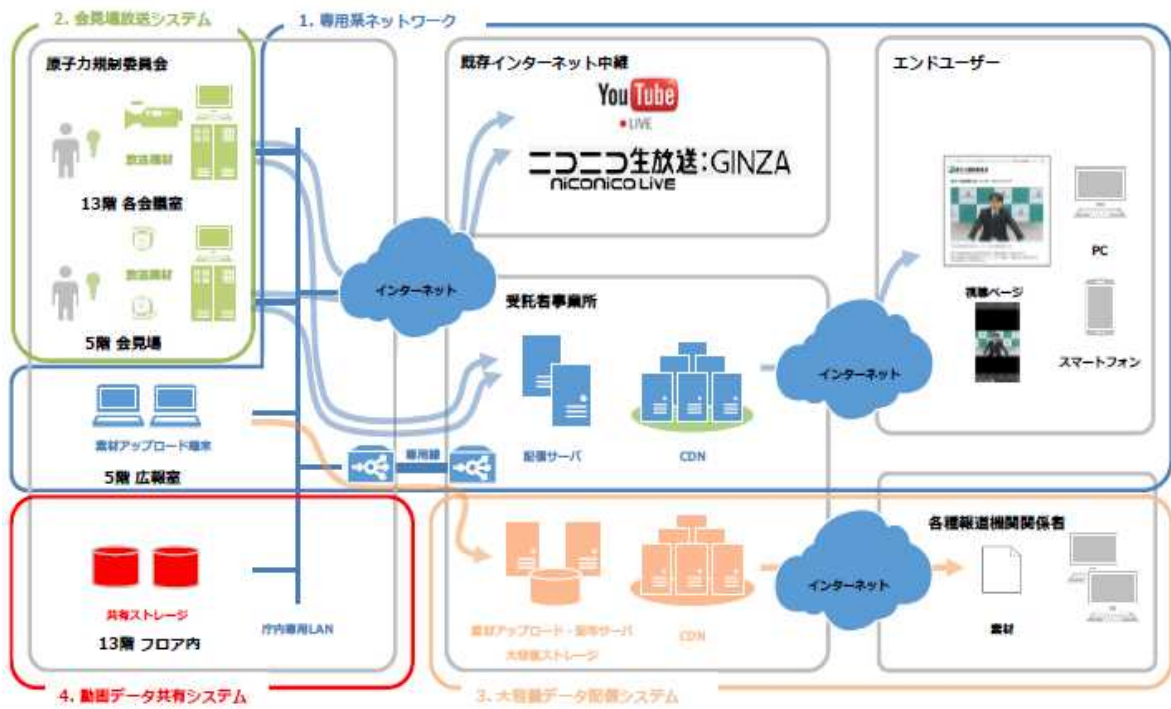 2. 会見場放送システム
1. 専用系ネットワーク
原子力規制委員会
放送機材
13階 各会議室
放送機材
5階 会見場
素材アップロード端末
5階 広報室
共有ストレージ
13階 フロア内
庁内専用LAN
4. 動画データ共有システム
インターネット
専用線
既存インターネット中継
YouTube
LIVE
ニコニコ生放送:GINZA
niconico LIVE
受託者事業所
配信サーバ
CDN
インターネット
エンドユーザー
視聴ページ
PC
スマートフォン
素材アップロード・配布サーバ
大容量ストレージ
CDN
インターネット
各種報道機関関係者
素材
3. 大容量データ配信システム